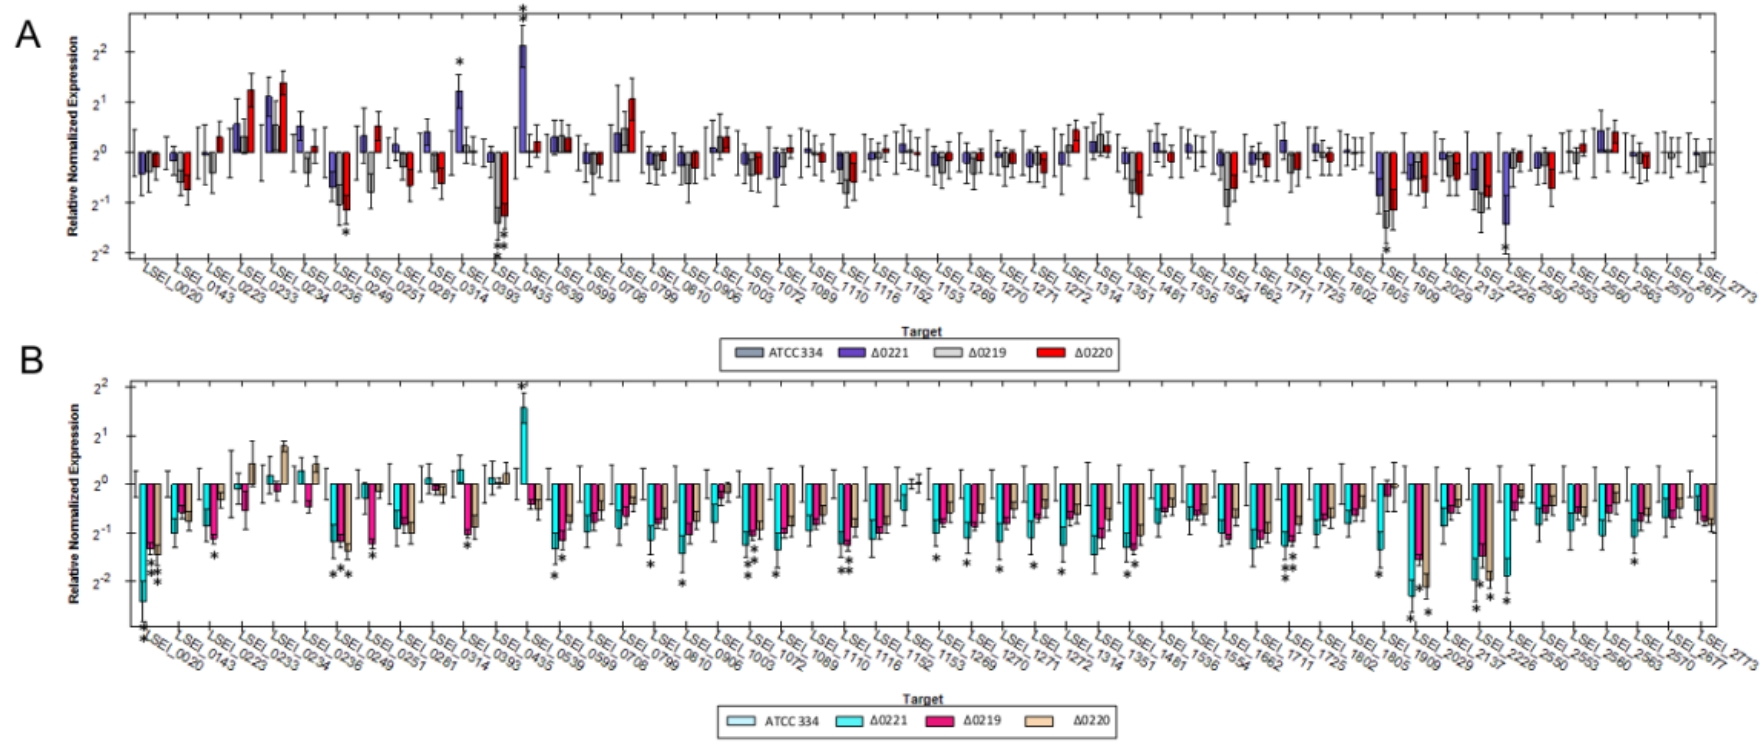 A
Relative Normalized Expression
2^2
2^1
2^0
2^-1
2^-2
LSEI_0020 LSEI_0143 LSEI_0223 LSEI_0233 LSEI_0234 LSEI_0236 LSEI_0249 LSEI_0251 LSEI_0281 LSEI_0314 LSEI_0393 LSEI_0435 LSEI_0539 LSEI_0599 LSEI_0708 LSEI_0799 LSEI_0810 LSEI_0906 LSEI_1003 LSEI_1072 LSEI_1089 LSEI_1110 LSEI_1116 LSEI_1152 LSEI_1153 LSEI_1269 LSEI_1270 LSEI_1271 LSEI_1272 LSEI_1314 LSEI_1351 LSEI_1481 LSEI_1536 LSEI_1554 LSEI_1662 LSEI_1711 LSEI_1725 LSEI_1802 LSEI_1805 LSEI_1909 LSEI_2029 LSEI_2137 LSEI_2226 LSEI_2550 LSEI_2553 LSEI_2560 LSEI_2563 LSEI_2570 LSEI_2677 LSEI_2773
Target
ATCC334 Δ0221 Δ0219 Δ0220
B
Relative Normalized Expression
2^2
2^1
2^0
2^-1
2^-2
LSEI_0020 LSEI_0143 LSEI_0223 LSEI_0233 LSEI_0234 LSEI_0236 LSEI_0249 LSEI_0251 LSEI_0281 LSEI_0314 LSEI_0393 LSEI_0435 LSEI_0539 LSEI_0599 LSEI_0708 LSEI_0799 LSEI_0810 LSEI_0906 LSEI_1003 LSEI_1072 LSEI_1089 LSEI_1110 LSEI_1116 LSEI_1152 LSEI_1153 LSEI_1269 LSEI_1270 LSEI_1271 LSEI_1272 LSEI_1314 LSEI_1351 LSEI_1481 LSEI_1536 LSEI_1554 LSEI_1662 LSEI_1711 LSEI_1725 LSEI_1802 LSEI_1805 LSEI_1909 LSEI_2029 LSEI_2137 LSEI_2226 LSEI_2550 LSEI_2553 LSEI_2560 LSEI_2563 LSEI_2570 LSEI_2677 LSEI_2773
Target
ATCC 334 Δ0221 Δ0219 Δ0220